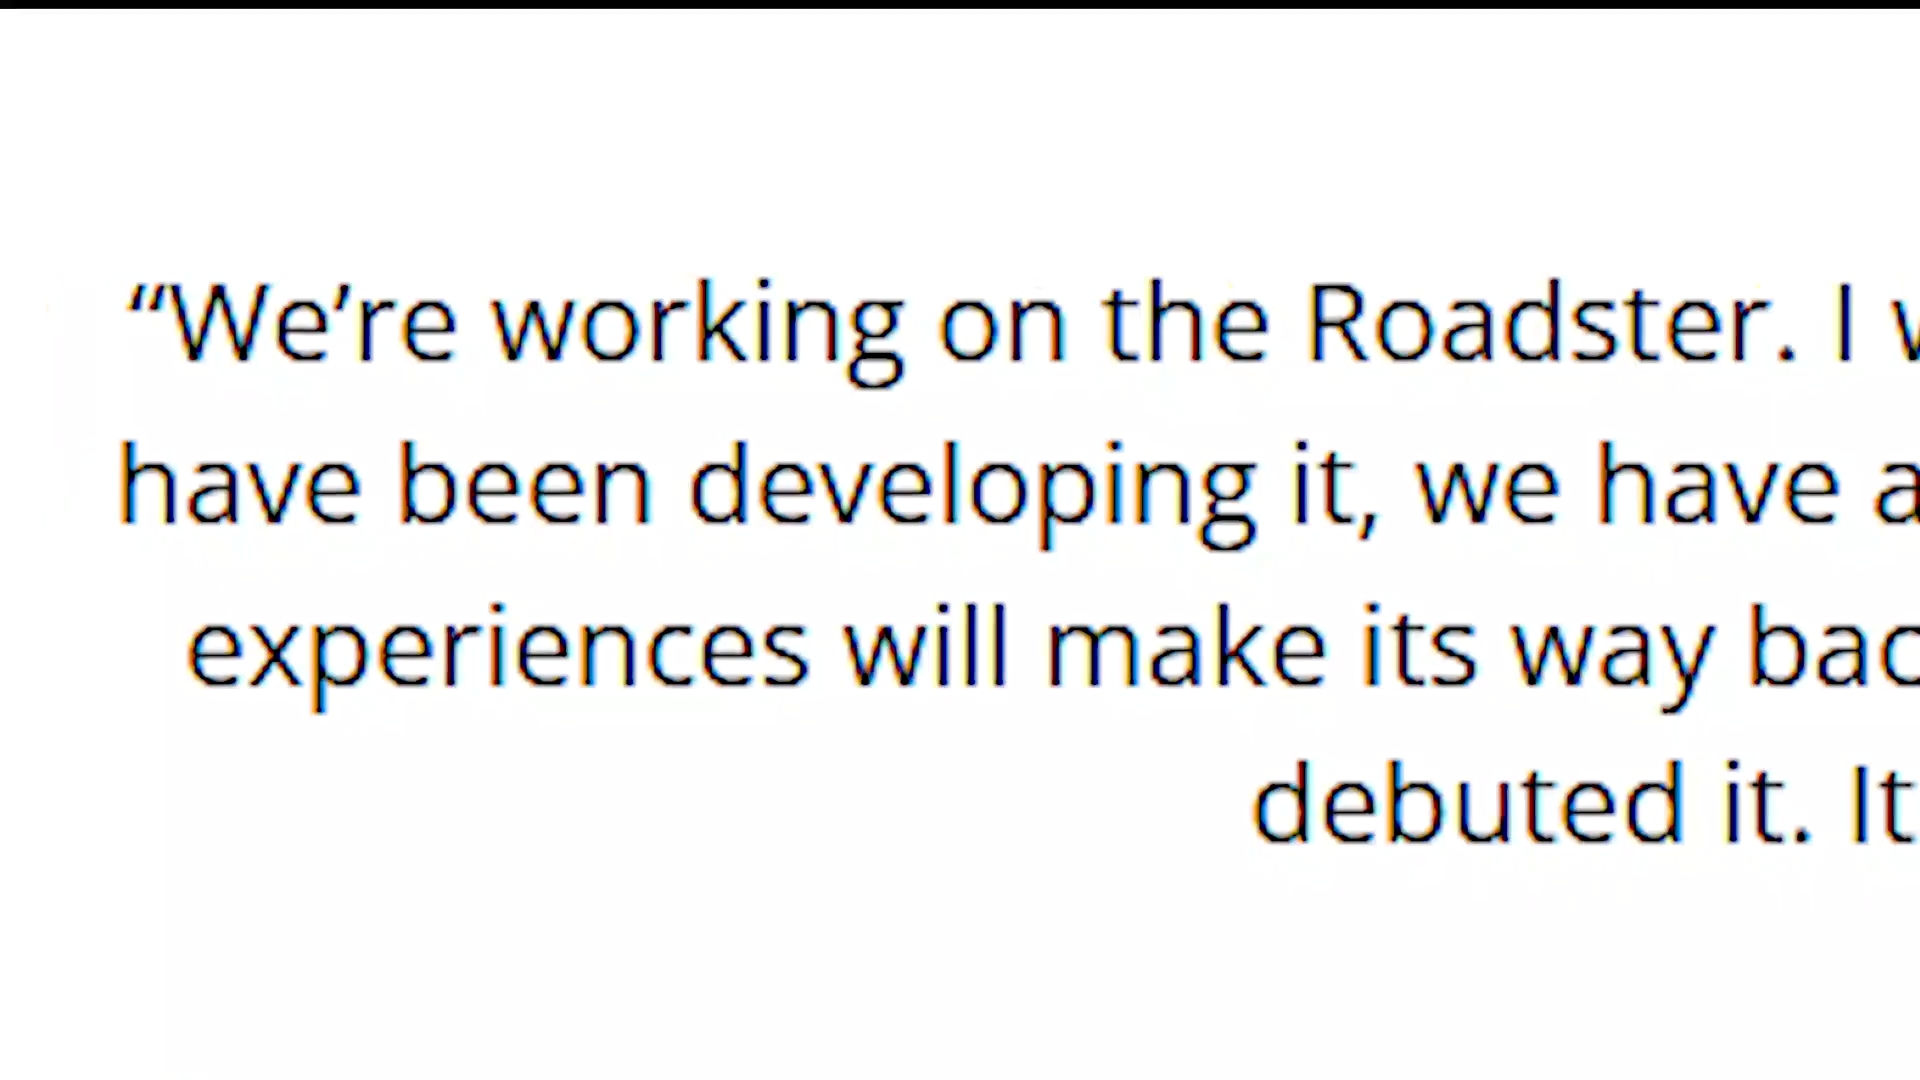 “We’re working on the Roadster. I
have been developing it, we have
experiences will make its way
debuted it. It